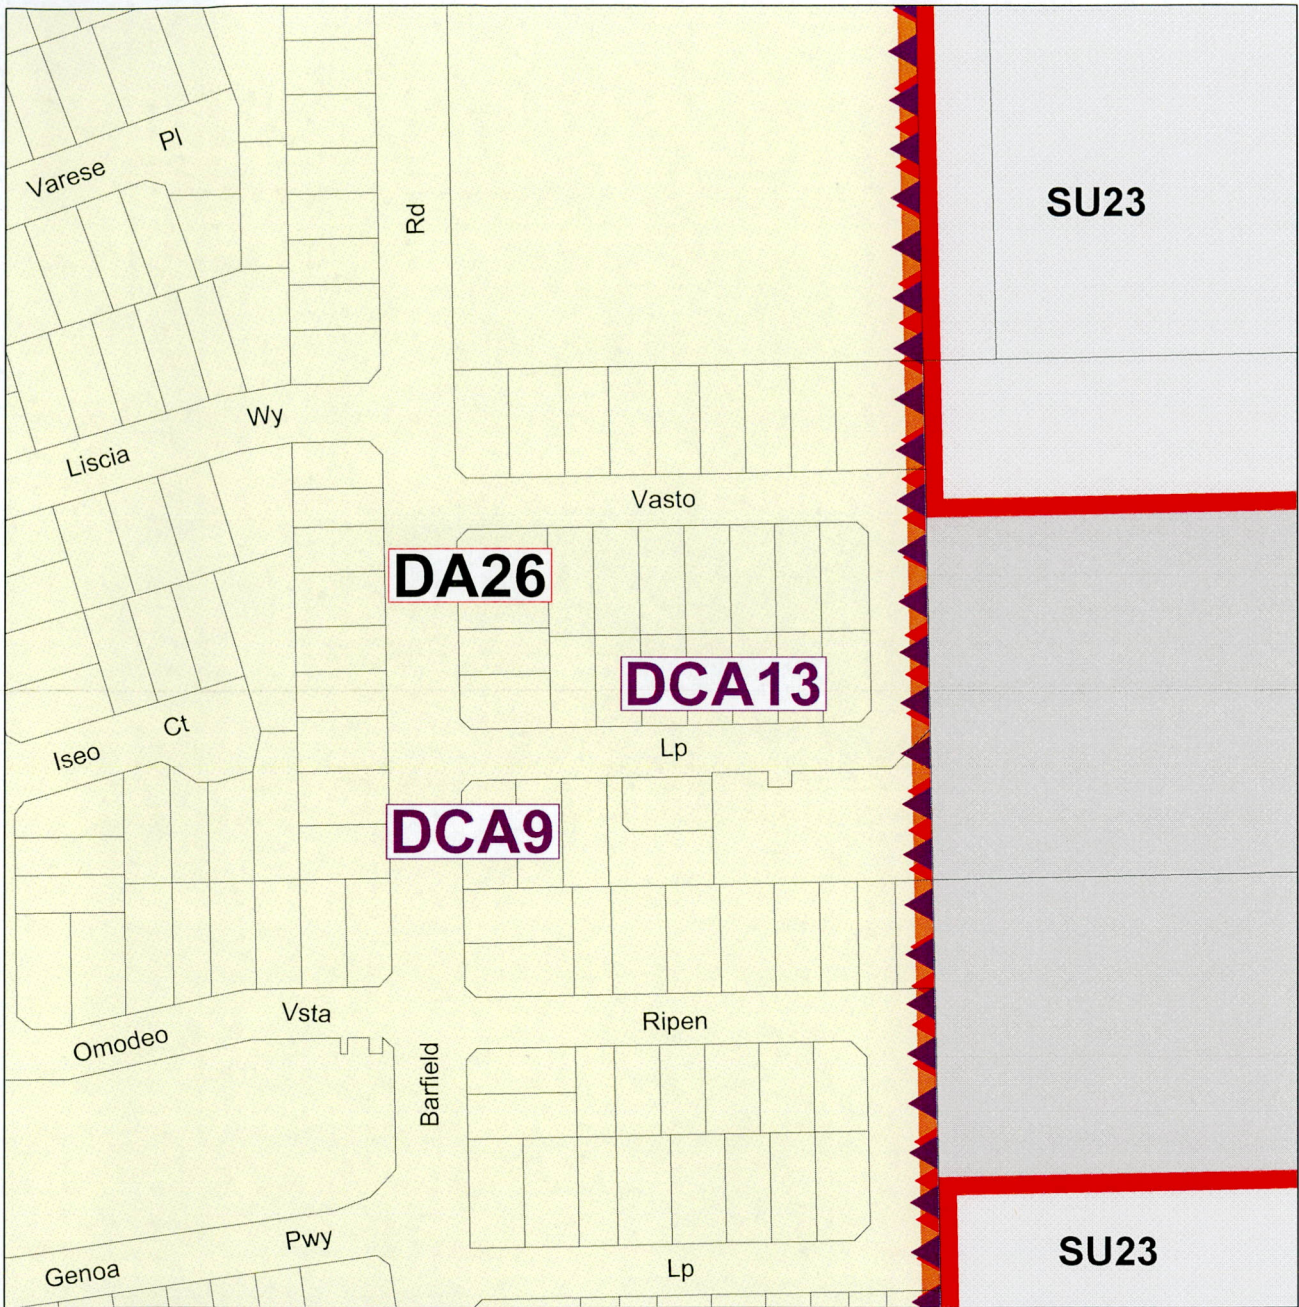 Varese Pl
Rd
SU23
Liscia Wy
Vasto
DA26
DCA13
Iseo Ct
Lp
DCA9
Omodeo Vsta
Ripen
Barfield
Genoa Pwy
Lp
SU23